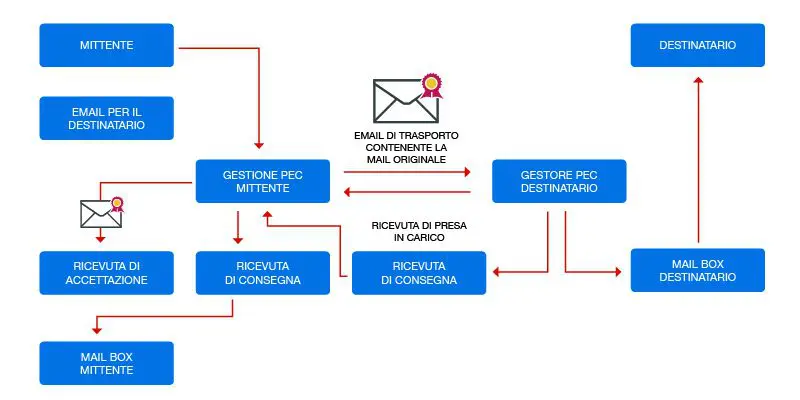 MITTENTE
DESTINATARIO
EMAIL PER IL
DESTINATARIO
EMAIL DI TRASPORTO
CONTENENTE LA
MAIL ORIGINALE
GESTIONE PEC
MITTENTE
GESTORE PEC
DESTINATARIO
RICEVUTA DI PRESA
IN CARICO
RICEVUTA DI
ACCETTAZIONE
RICEVUTA
DI CONSEGNA
RICEVUTA
DI CONSEGNA
MAIL BOX
DESTINATARIO
MAIL BOX
MITTENTE